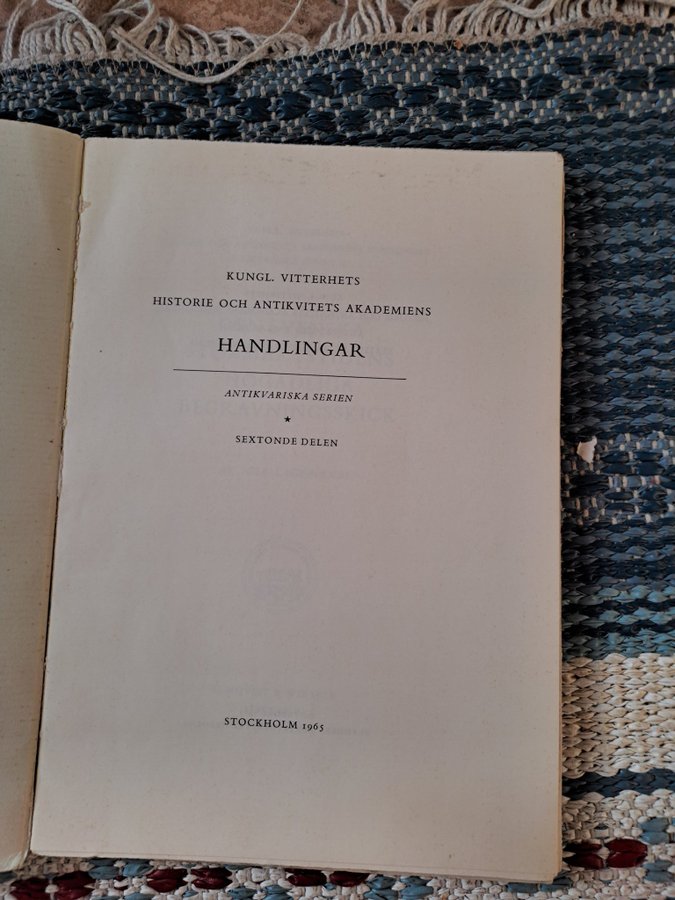 KUNGL. VITTERHETS
HISTORIE OCH ANTIKVITETS AKADEMIENS
HANDLINGAR
ANTIKVARISKA SERIEN
★
SEXTONDE DELEN
STOCKHOLM 1965